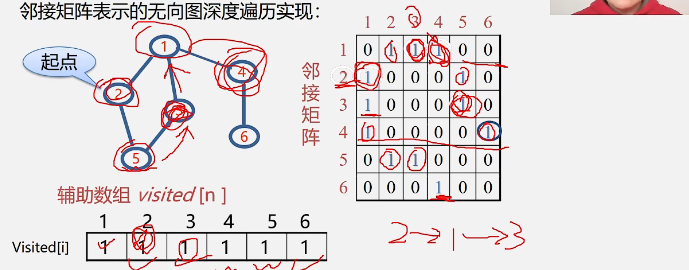 邻接矩阵表示的无向图深度遍历实现：
起点
1
2
3
4
5
6
邻接矩阵
③
1 2 3 4 5 6
1 0 1 1 1 0 0
2 1 0 0 0 1 0
3 1 0 0 0 1 0
4 1 0 0 0 0 1
5 0 1 1 0 0 0
6 0 0 0 1 0 0
辅助数组 visited [n ]
1 2 3 4 5 6
Visited[i] 1 1 1 1 1 1
2→1→3